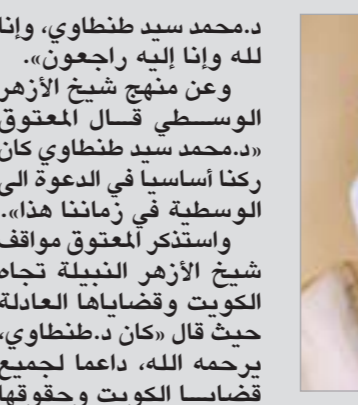 د.محمد سيد طنطاوي، وإنا
لله وإنا إليه راجعون».
وعن منهج شيخ الأزهر
الوسطي قال المعتوق
«د.محمد سيد طنطاوي كان
ركنا أساسيا في الدعوة الى
الوسطية في زماننا هذا».
واستذكر المعتوق مواقف
شيخ الأزهر النبيلة تجاه
الكويت وقضاياها العادلة
حيث قال «كان د.طنطاوي،
يرحمه الله، داعما لجميع
قضايا الكويت وحقوقها